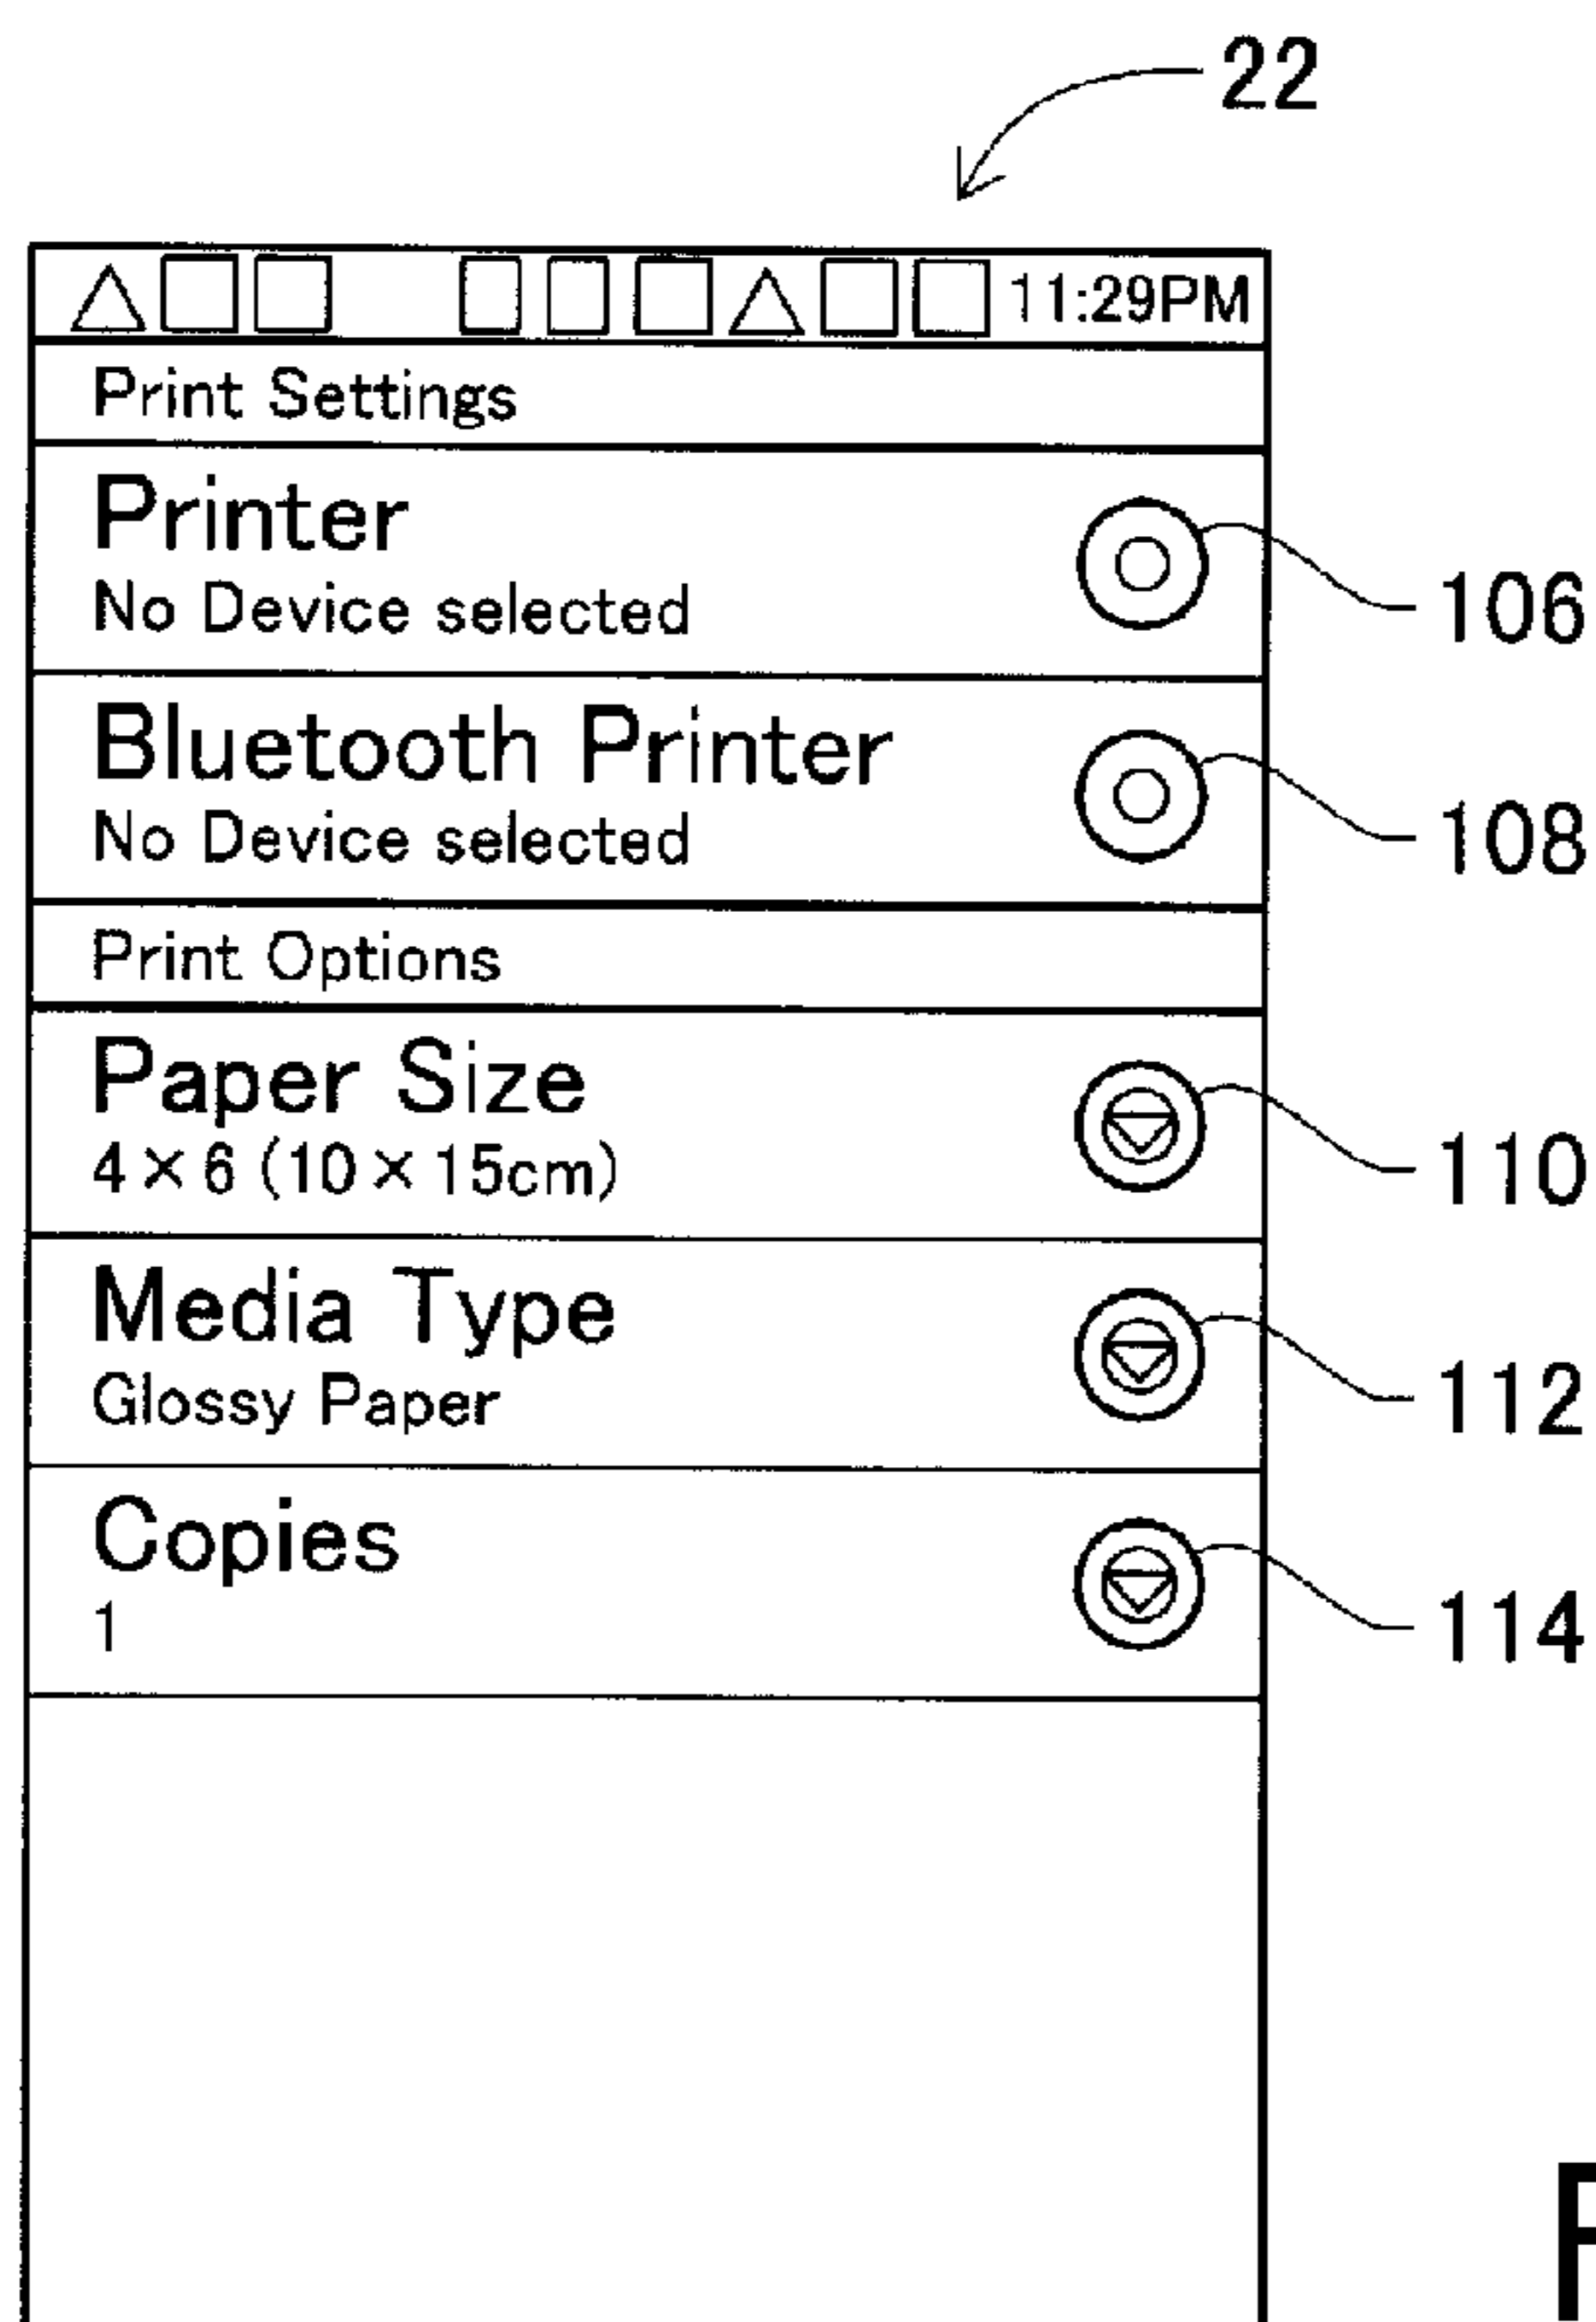 22
11:29PM
Print Settings
Printer
No Device selected
106
Bluetooth Printer
No Device selected
108
Print Options
Paper Size
4×6 (10×15cm)
110
Media Type
Glossy Paper
112
Copies
1
114